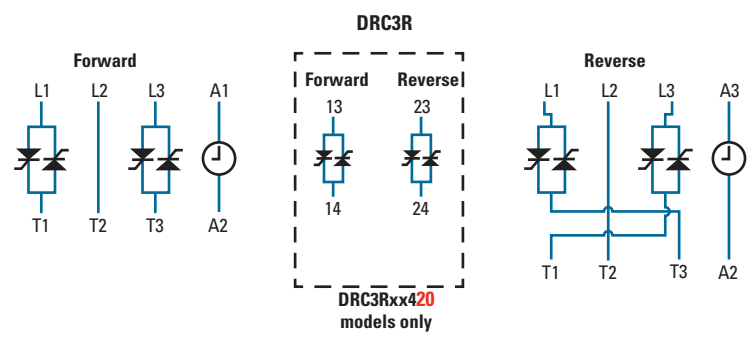 DRC3R
Forward
L1 L2 L3 A1
T1 T2 T3 A2
Forward Reverse
13 23
14 24
DRC3Rxx420
models only
Reverse
L1 L2 L3 A3
T1 T2 T3 A2